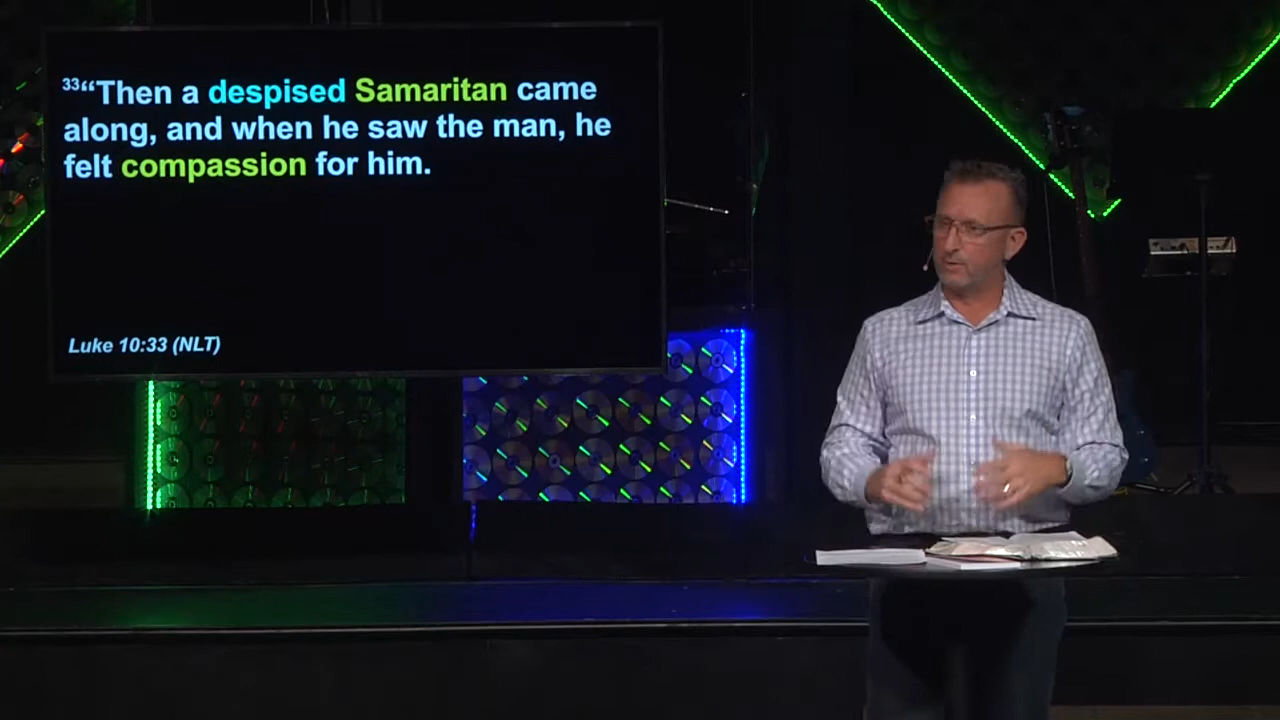 33“Then a despised Samaritan came
along, and when he saw the man, he
felt compassion for him.
Luke 10:33 (NLT)